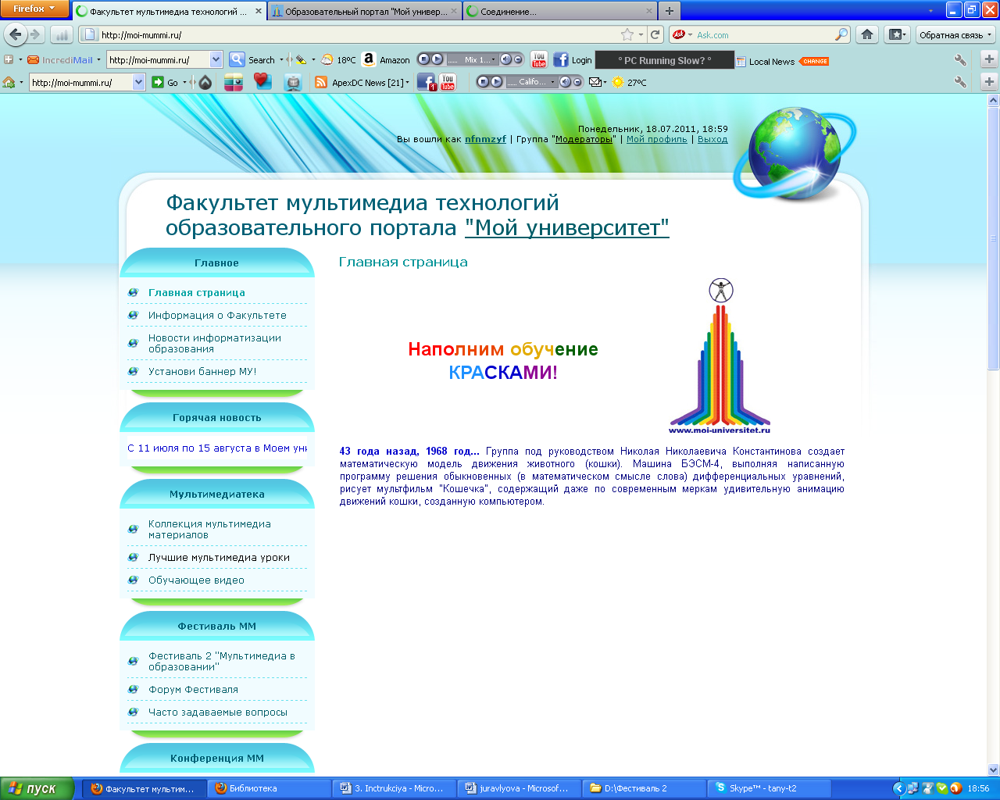 Firefox
Факультет мультимедиа технологий ...
Образовательный портал "Мой универ...
Соединение...
http://moi-mummi.ru/
Ask.com
Обратная связь
IncrediMail
http://moi-mummi.ru/
Search
18ºC
Amazon
Mix 1...
Login
° PC Running Slow? °
Local News
CHANGE
http://moi-mummi.ru/
Go
ApexDC News [21]
1
You Tube
Califo...
27ºC
Понедельник, 18.07.2011, 18:59
Вы вошли как nfnmzyf | Группа "Модераторы" | Мой профиль | Выход
Факультет мультимедиа технологий
образовательного портала "Мой университет"
Главное
Главная страница
Информация о Факультете
Новости информатизации
образования
Установи баннер МУ!
Горячая новость
С 11 июля по 15 августа в Моем уни
Мультимедиатека
Коллекция мультимедиа
материалов
Лучшие мультимедиа уроки
Обучающее видео
Фестиваль ММ
Фестиваль 2 "Мультимедиа в
образовании"
Форум Фестиваля
Часто задаваемые вопросы
Конференция ММ
Главная страница
Наполним обучение
КРАСКАМИ!
www.moi-universitet.ru
43 года назад, 1968 год... Группа под руководством Николая Николаевича Константинова создает
математическую модель движения животного (кошки). Машина БЭСМ-4, выполняя написанную
программу решения обыкновенных (в математическом смысле слова) дифференциальных уравнений,
рисует мультфильм "Кошечка", содержащий даже по современным меркам удивительную анимацию
движений кошки, созданную компьютером.
пуск
Факультет мультим...
Библиотека
3. Inctrukciya - Micro...
juravlyova - Microsof...
D:\Фестиваль 2
Skype™ - tany-t2
18:56